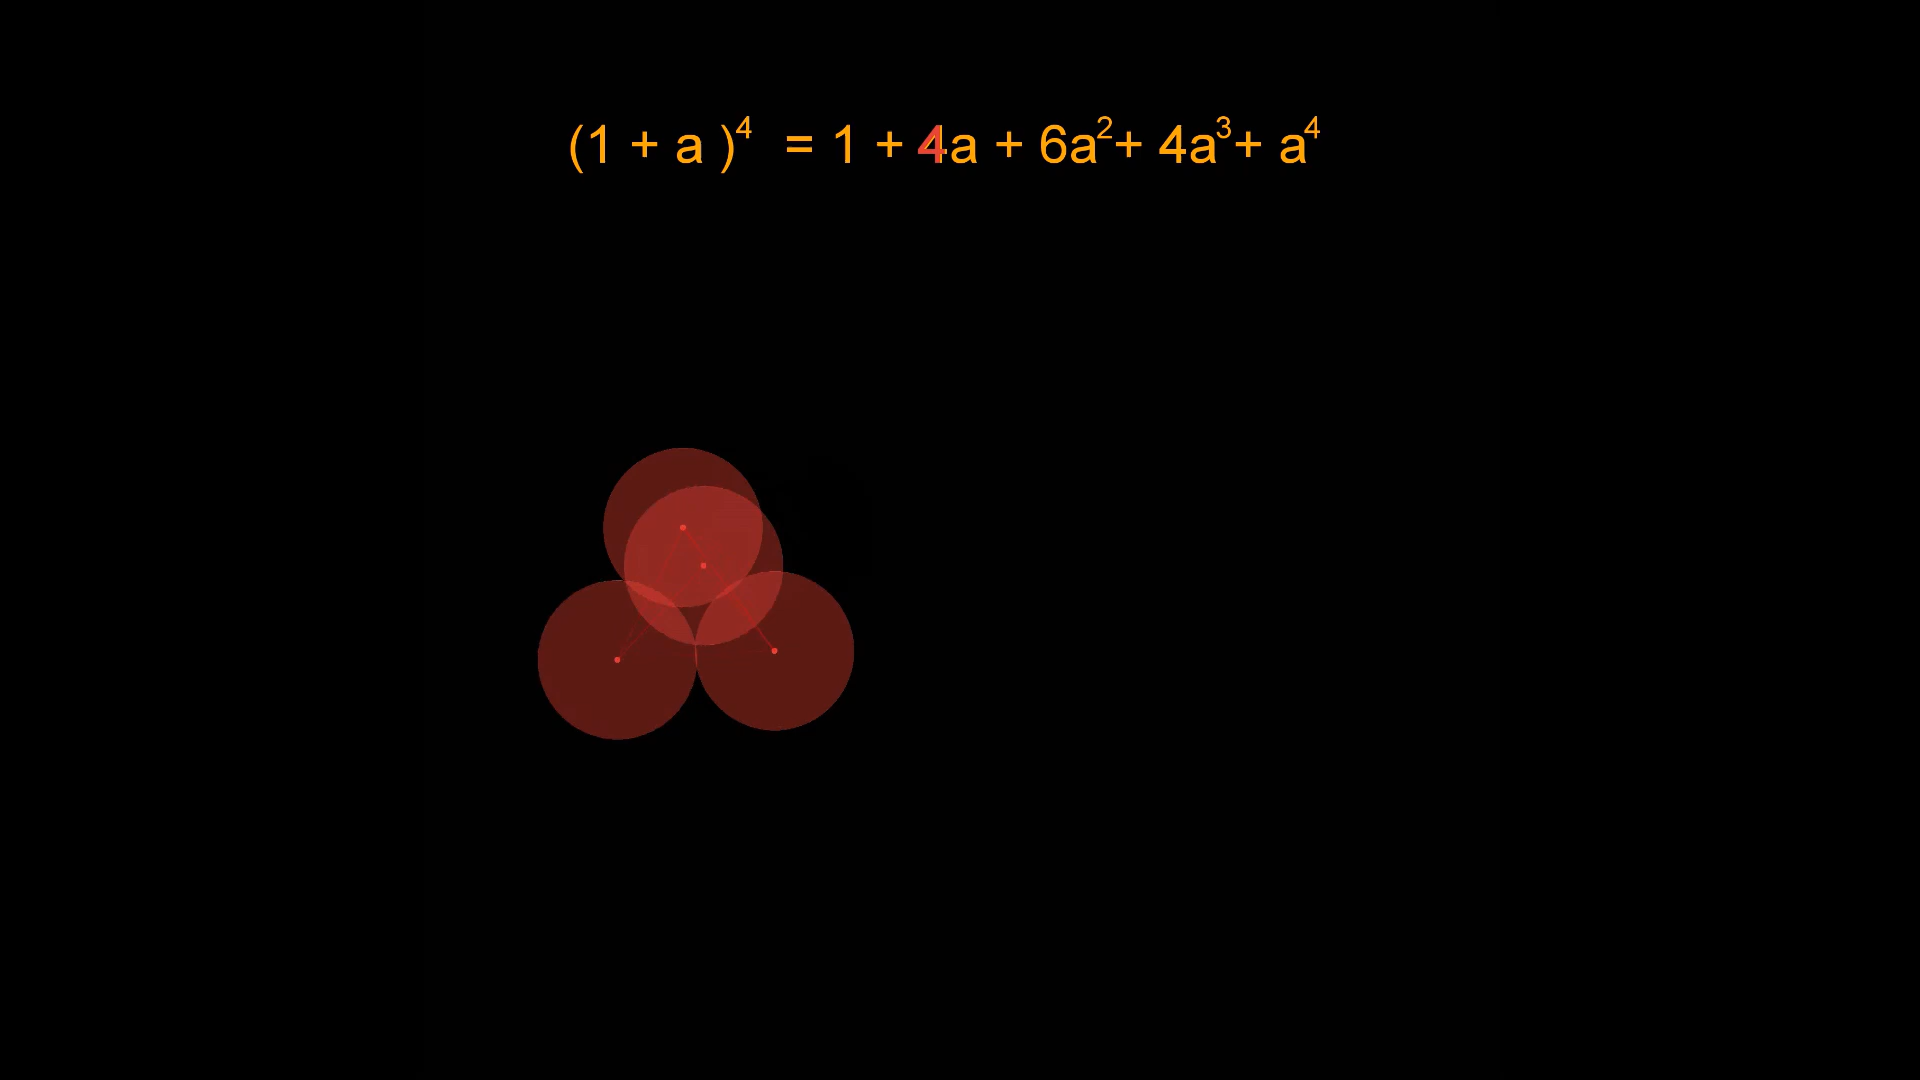 (1 + a )⁴ = 1 + 4a + 6a²+ 4a³+ a⁴